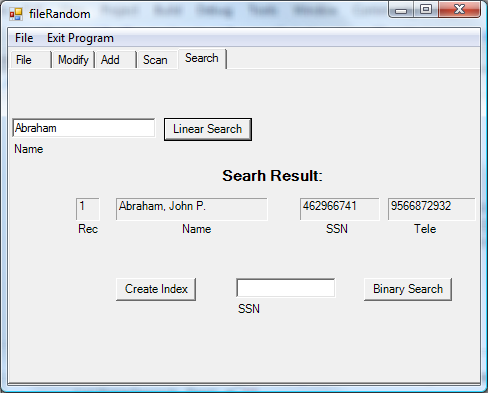 fileRandom
File Exit Program
File Modify Add Scan Search
Abraham Linear Search
Name
Searh Result:
1 Abraham, John P. 462966741 9566872932
Rec Name SSN Tele
Create Index Binary Search
SSN